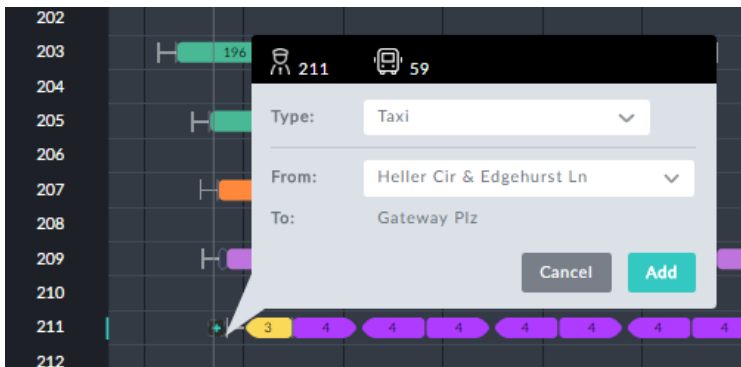 202
203 196
204
205
206
207
208
209
210
211 3 4 4 4 4 4 4 4
212
211 59
Type: Taxi
From: Heller Cir & Edgehurst Ln
To: Gateway Plz
Cancel Add